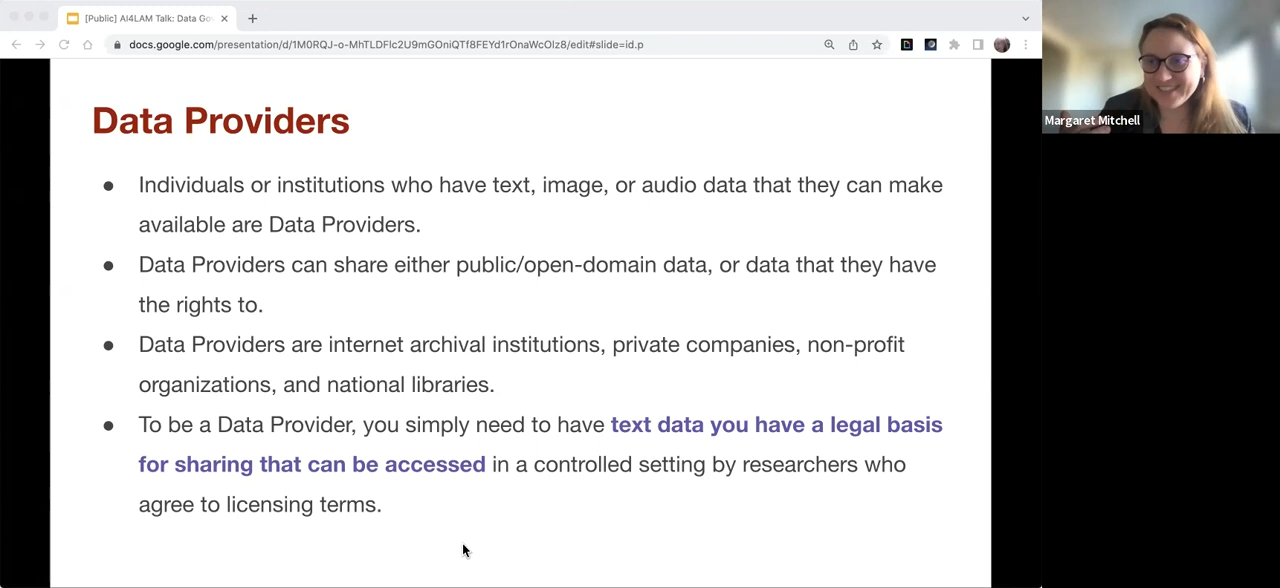 [Public] AI4LAM Talk: Data Go
docs.google.com/presentation/d/1M0RQJ-o-MhTLDFlc2U9mGOniQTf8FEYd1rOnaWcOlz8/edit#slide=id.p
Data Providers
● Individuals or institutions who have text, image, or audio data that they can make
available are Data Providers.
● Data Providers can share either public/open-domain data, or data that they have
the rights to.
● Data Providers are internet archival institutions, private companies, non-profit
organizations, and national libraries.
● To be a Data Provider, you simply need to have text data you have a legal basis
for sharing that can be accessed in a controlled setting by researchers who
agree to licensing terms.
Margaret Mitchell